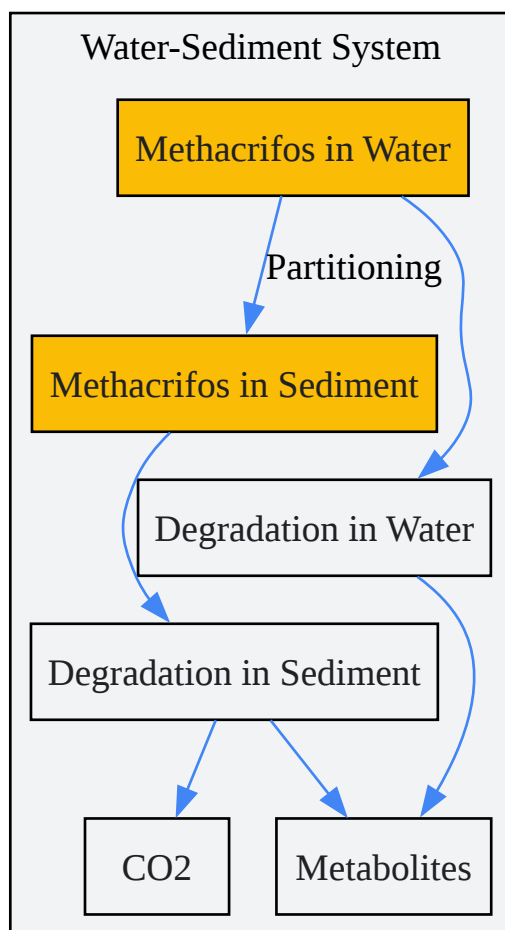 Water-Sediment System
Methacrifos in Water
Partitioning
Methacrifos in Sediment
Degradation in Water
Degradation in Sediment
CO2
Metabolites